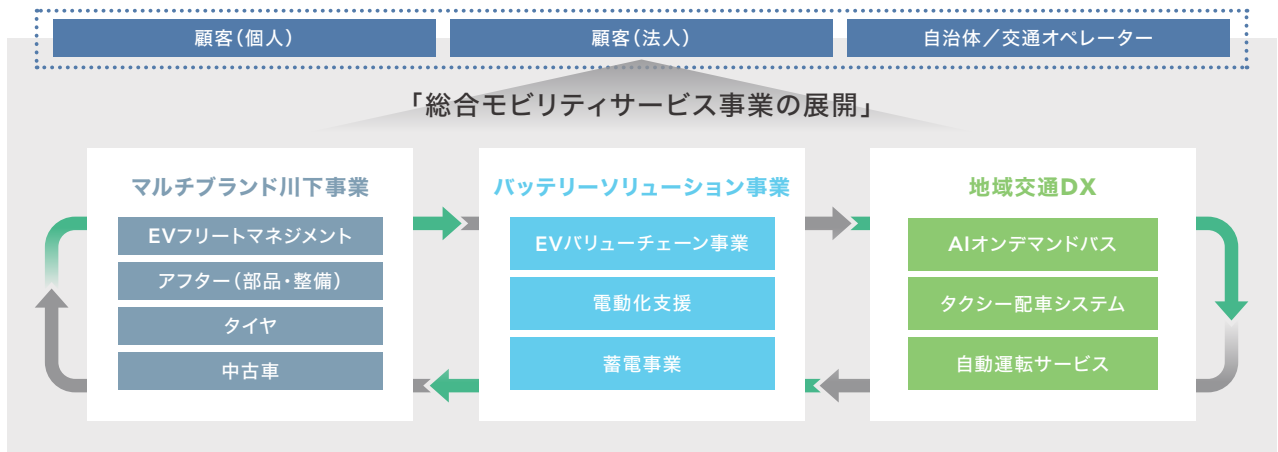 顧客(個人)
顧客(法人)
自治体／交通オペレーター
「総合モビリティサービス事業の展開」
マルチブランド川下事業
EVフリートマネジメント
アフター(部品・整備)
タイヤ
中古車
バッテリーソリューション事業
EVバリューチェーン事業
電動化支援
蓄電事業
地域交通DX
AIオンデマンドバス
タクシー配車システム
自動運転サービス